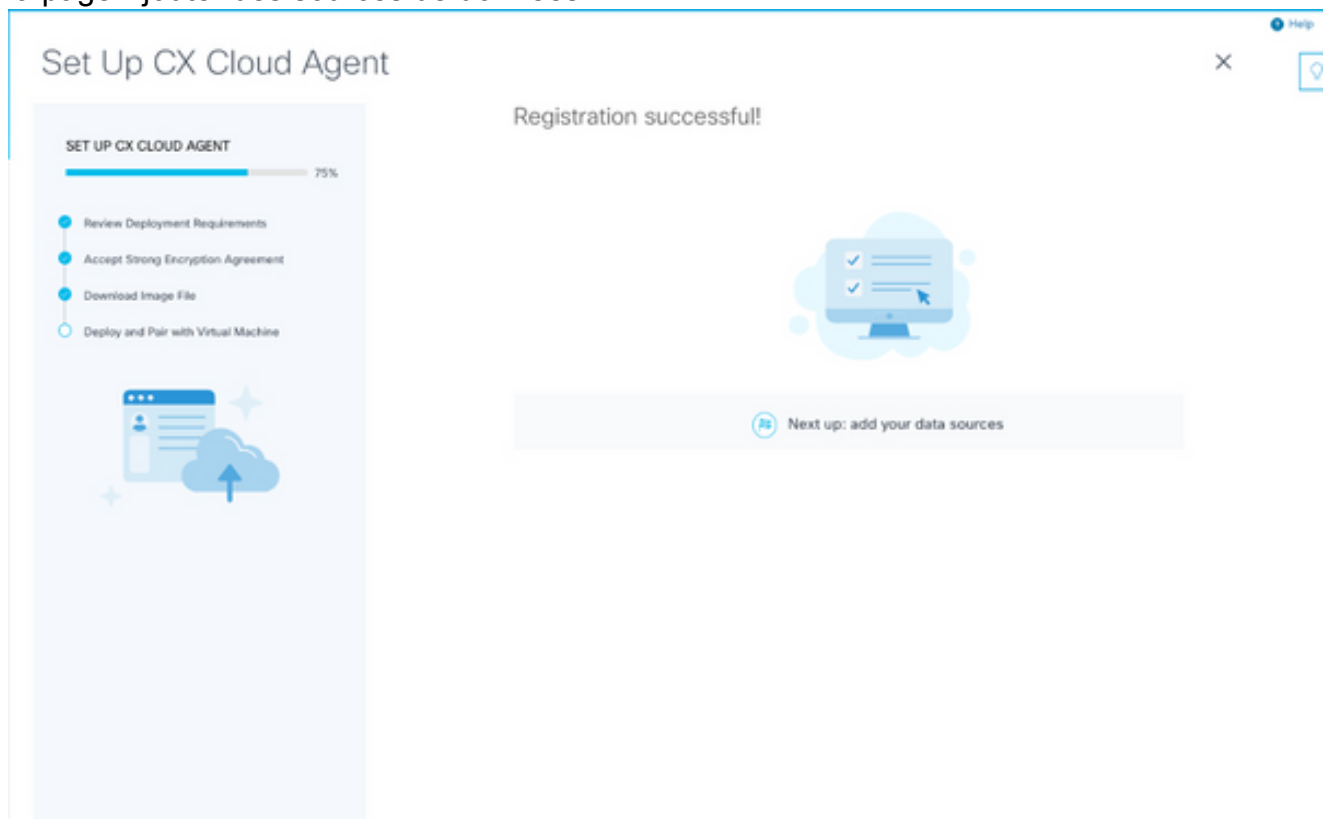 Help
Set Up CX Cloud Agent
Registration successful!
SET UP CX CLOUD AGENT
75%
Review Deployment Requirements
Accept Strong Encryption Agreement
Download Image File
Deploy and Pair with Virtual Machine
Next up: add your data sources